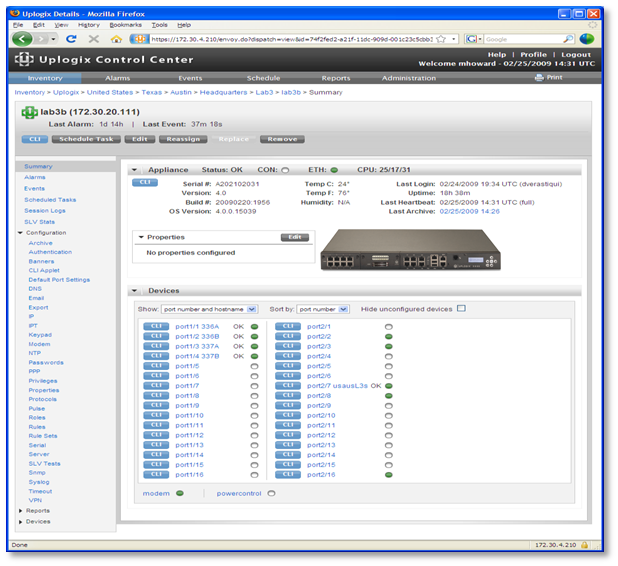 Uplogix Details - Mozilla Firefox
File Edit View History Bookmarks Tools Help
https://172.30.4.210/envoy.do?dispatch=view&id=74f2fed2-a21f-11dc-909d-001c23c5cbb3 Google
Uplogix Control Center
Help | Profile | Logout
Welcome mhoward - 02/25/2009 14:31 UTC
Inventory Alarms Events Schedule Reports Administration Print
Inventory > Uplogix > United States > Texas > Austin > Headquarters > Lab3 > lab3b > Summary
lab3b (172.30.20.111)
Last Alarm: 1d 14h | Last Event: 37m 18s
CLI Schedule Task Edit Reassign Replace Remove
Summary
Alarms
Events
Scheduled Tasks
Session Logs
SLV Stats
Configuration
Archive
Authentication
Banners
CLI Applet
Default Port Settings
DNS
Email
Export
IP
IPT
Keypad
Modem
NTP
Passwords
PPP
Privileges
Properties
Protocols
Pulse
Roles
Rules
Rule Sets
Serial
Server
SLV Tests
Snmp
Syslog
Timeout
VPN
Reports
Devices
Appliance Status: OK CON: ETH: CPU: 25/17/31
CLI
Serial #: A202102031 Temp C: 24° Last Login: 02/24/2009 19:34 UTC (dverastiqui)
Version: 4.0 Temp F: 76° Uptime: 18h 38m
Build #: 20090220:1956 Humidity: N/A Last Heartbeat: 02/25/2009 14:31 UTC (full)
OS Version: 4.0.0.15039 Last Archive: 02/25/2009 14:26
Properties Edit
No properties configured
Devices
Show: port number and hostname Sort by: port number Hide unconfigured devices
CLI port1/1 336A OK CLI port2/1
CLI port1/2 336B OK CLI port2/2
CLI port1/3 337A OK CLI port2/3
CLI port1/4 337B OK CLI port2/4
CLI port1/5 CLI port2/5
CLI port1/6 CLI port2/6
CLI port1/7 CLI port2/7 usausL3s OK
CLI port1/8 CLI port2/8
CLI port1/9 CLI port2/9
CLI port1/10 CLI port2/10
CLI port1/11 CLI port2/11
CLI port1/12 CLI port2/12
CLI port1/13 CLI port2/13
CLI port1/14 CLI port2/14
CLI port1/15 CLI port2/15
CLI port1/16 CLI port2/16
modem powercontrol
Done 172.30.4.210